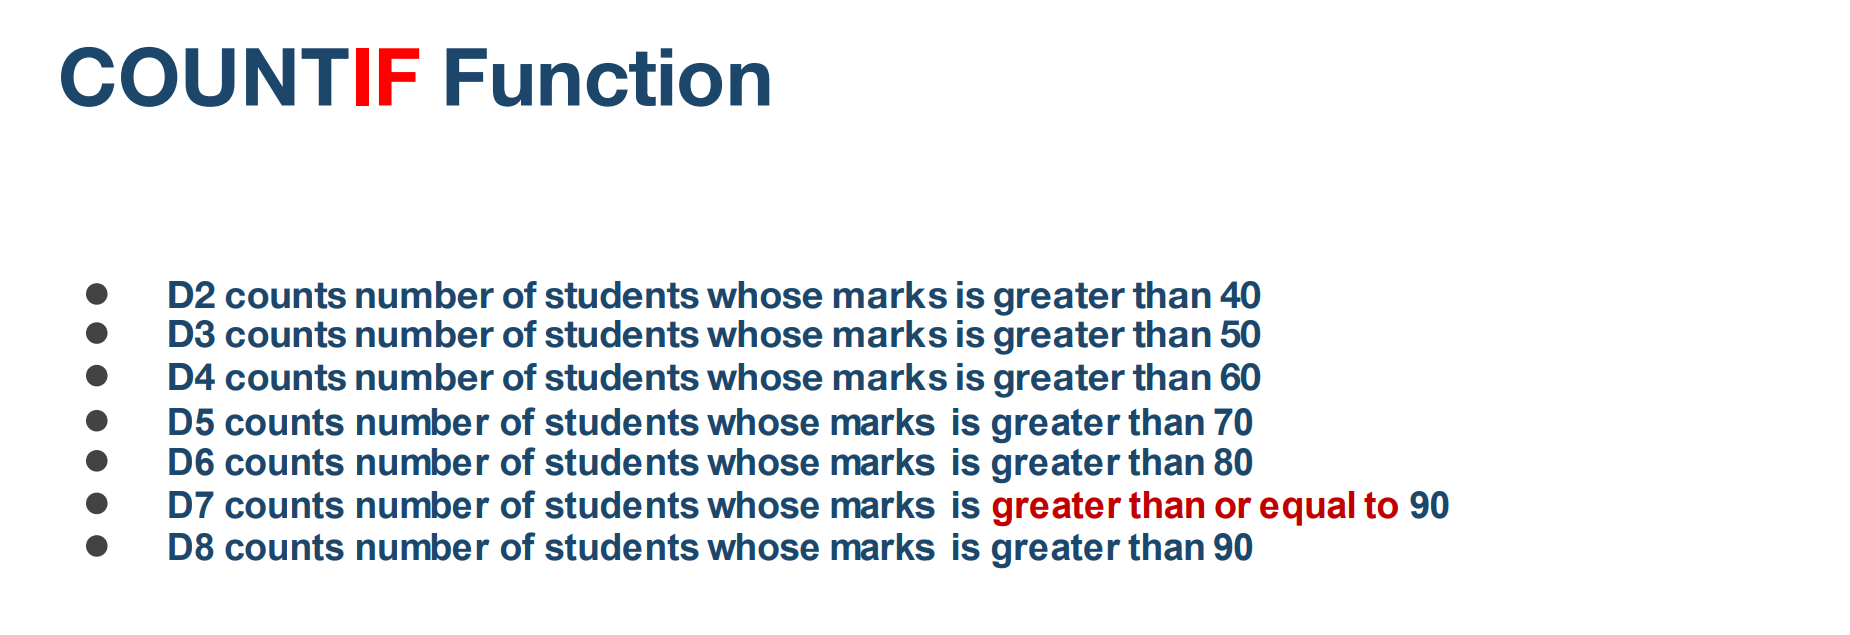 COUNTIF Function
● D2 counts number of students whose marks is greater than 40
● D3 counts number of students whose marks is greater than 50
● D4 counts number of students whose marks is greater than 60
● D5 counts number of students whose marks is greater than 70
● D6 counts number of students whose marks is greater than 80
● D7 counts number of students whose marks is greater than or equal to 90
● D8 counts number of students whose marks is greater than 90